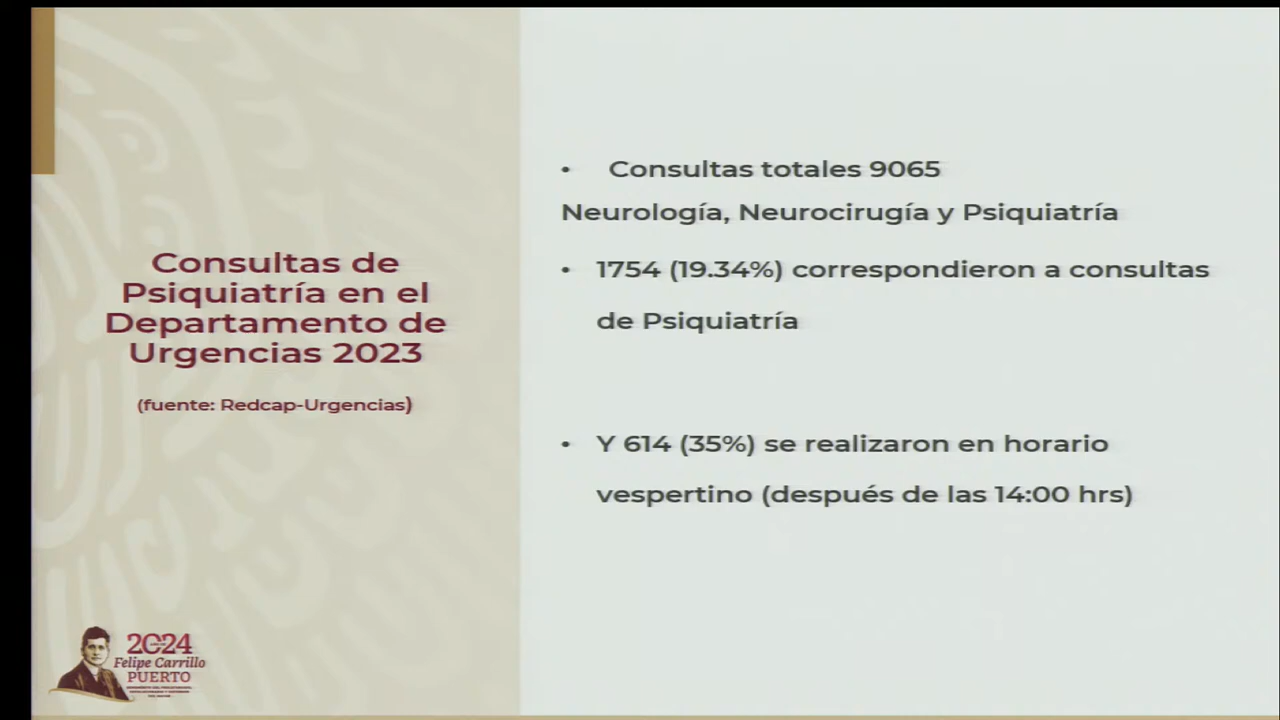 Consultas de
Psiquiatría en el
Departamento de
Urgencias 2023
(fuente: Redcap-Urgencias)
• Consultas totales 9065
Neurología, Neurocirugía y Psiquiatría
• 1754 (19.34%) correspondieron a consultas
de Psiquiatría
• Y 614 (35%) se realizaron en horario
vespertino (después de las 14:00 hrs)
2024
Felipe Carrillo
PUERTO